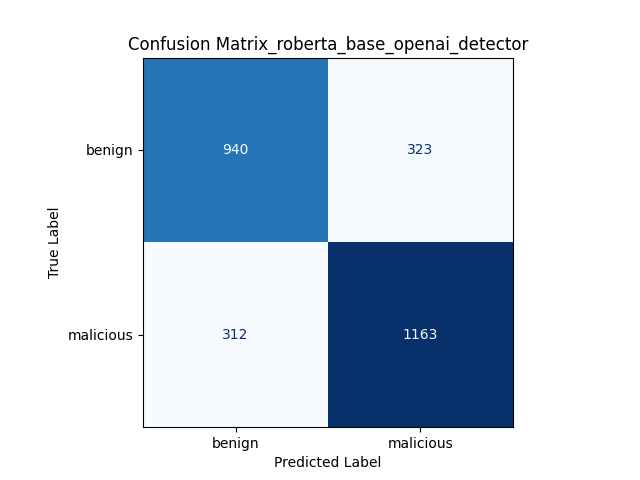 Confusion Matrix_roberta_base_openai_detector
benign
940
323
True Label
malicious
312
1163
benign
malicious
Predicted Label